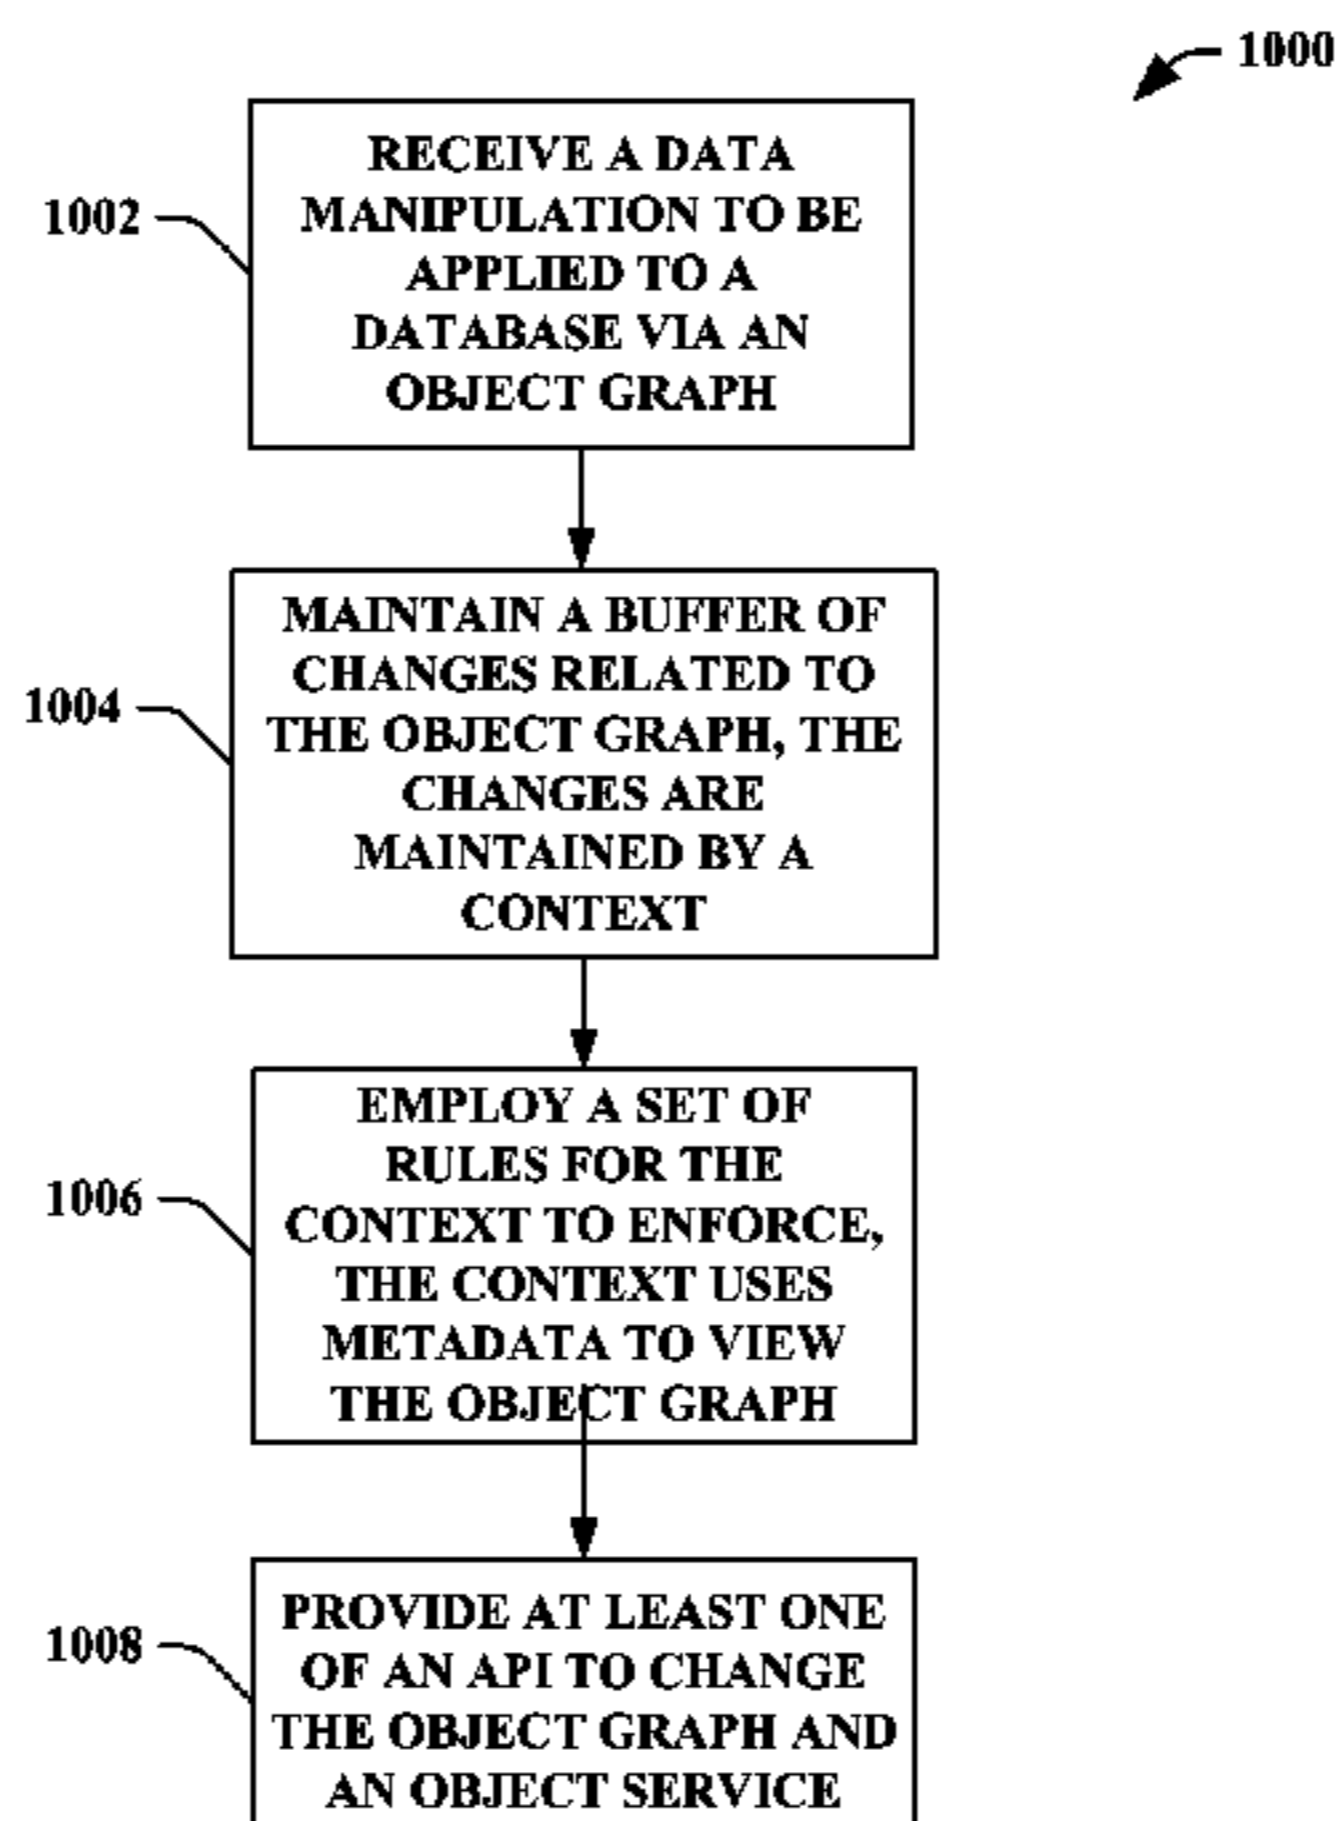 1000
RECEIVE A DATA
MANIPULATION TO BE
APPLIED TO A
DATABASE VIA AN
OBJECT GRAPH
1002
MAINTAIN A BUFFER OF
CHANGES RELATED TO
THE OBJECT GRAPH, THE
CHANGES ARE
MAINTAINED BY A
CONTEXT
1004
EMPLOY A SET OF
RULES FOR THE
CONTEXT TO ENFORCE,
THE CONTEXT USES
METADATA TO VIEW
THE OBJECT GRAPH
1006
PROVIDE AT LEAST ONE
OF AN API TO CHANGE
THE OBJECT GRAPH AND
AN OBJECT SERVICE
1008